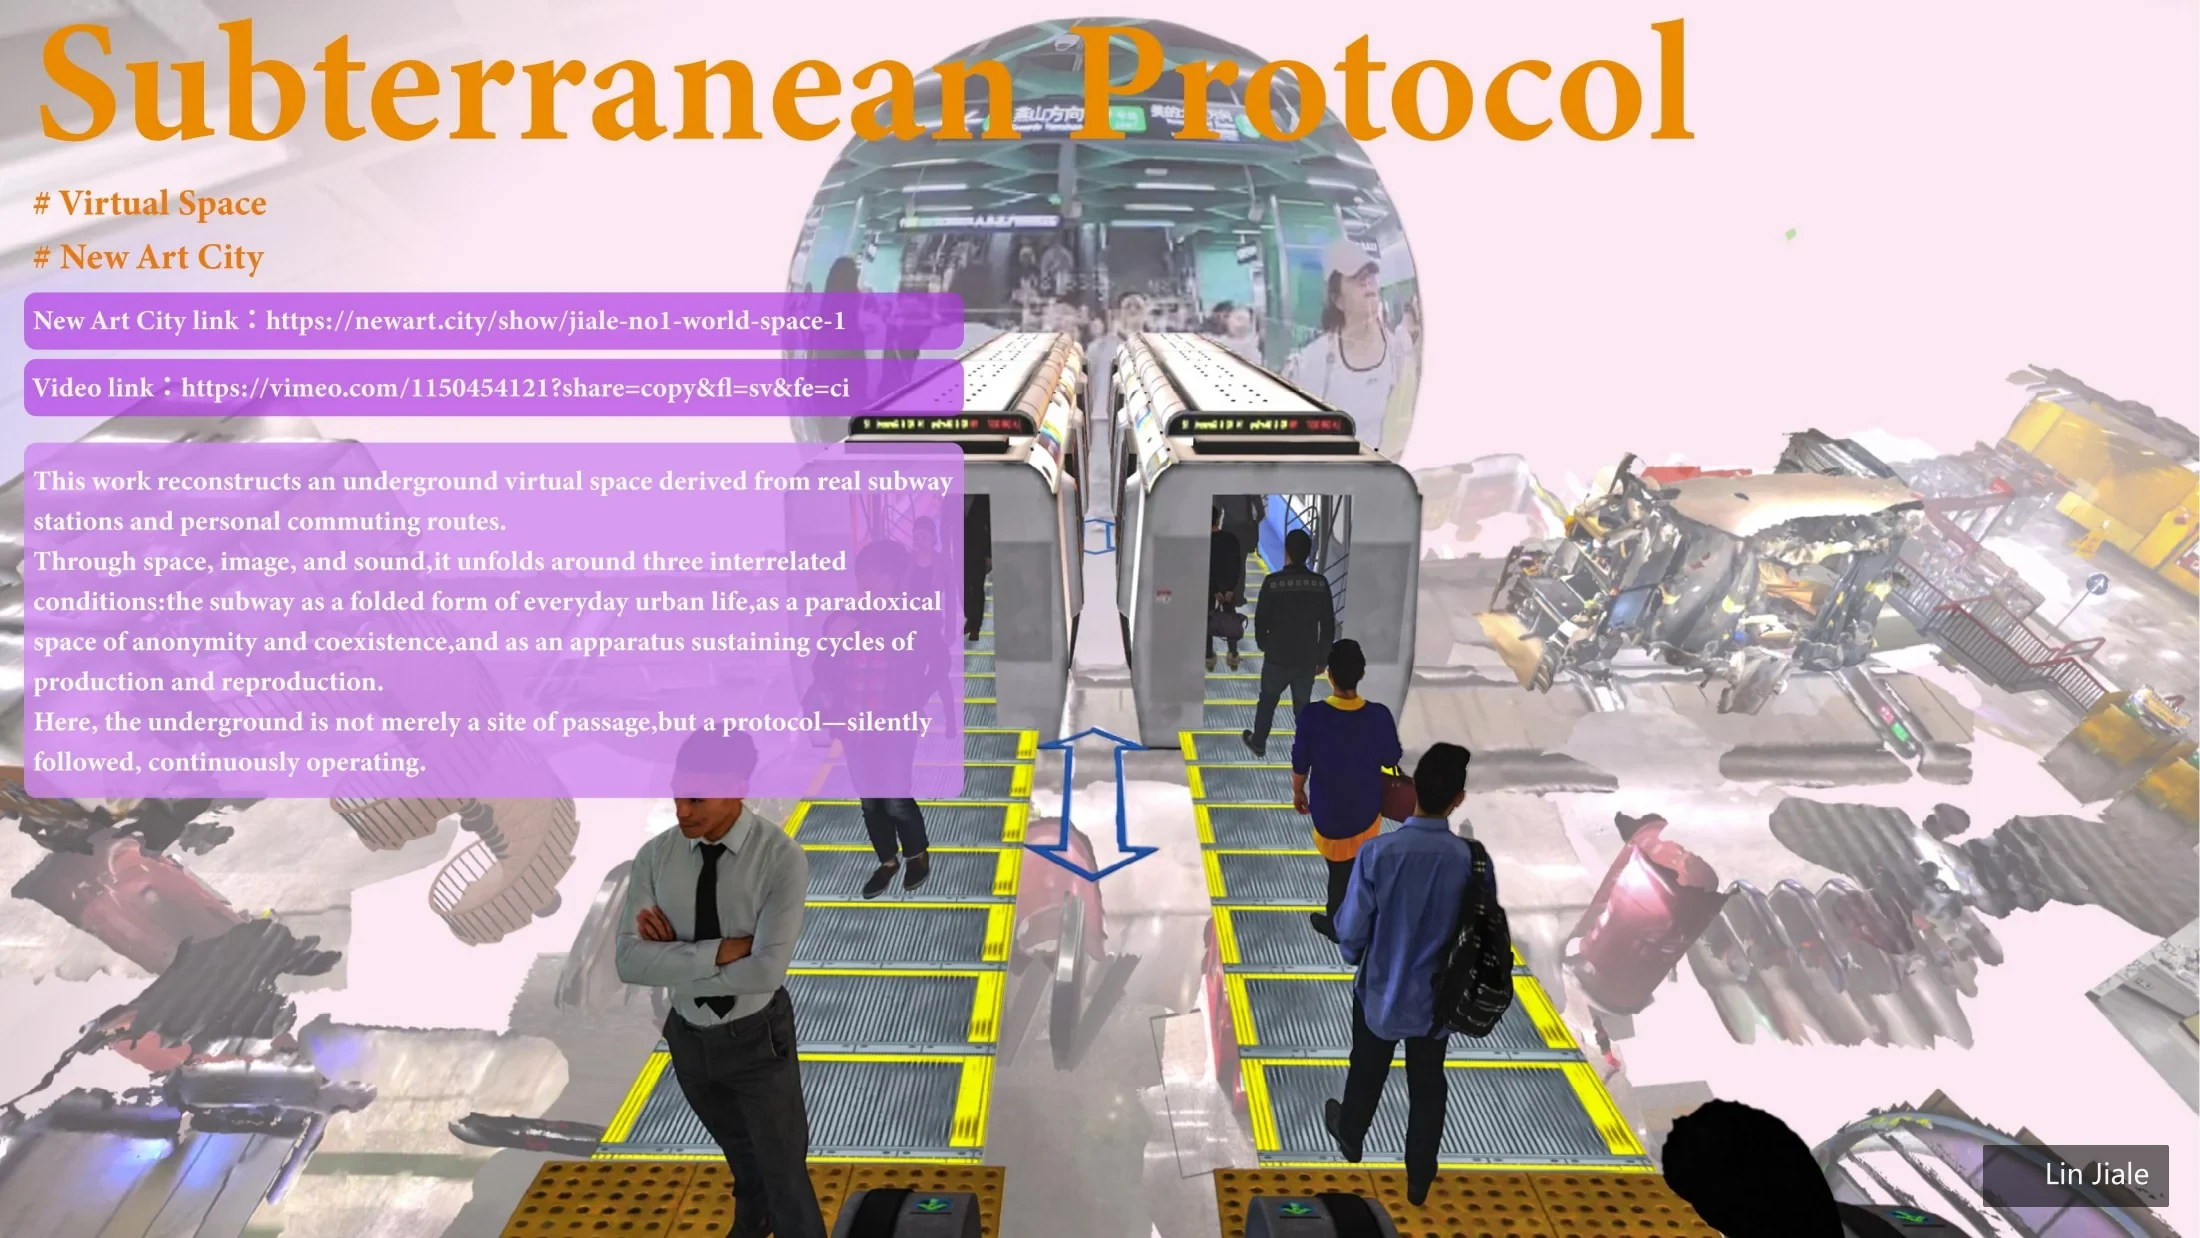 Subterranean Protocol
# Virtual Space
# New Art City
New Art City link：https://newart.city/show/jiale-no1-world-space-1
Video link：https://vimeo.com/1150454121?share=copy&fl=sv&fe=ci
This work reconstructs an underground virtual space derived from real subway
stations and personal commuting routes.
Through space, image, and sound,it unfolds around three interrelated
conditions:the subway as a folded form of everyday urban life,as a paradoxical
space of anonymity and coexistence,and as an apparatus sustaining cycles of
production and reproduction.
Here, the underground is not merely a site of passage,but a protocol—silently
followed, continuously operating.
Lin Jiale